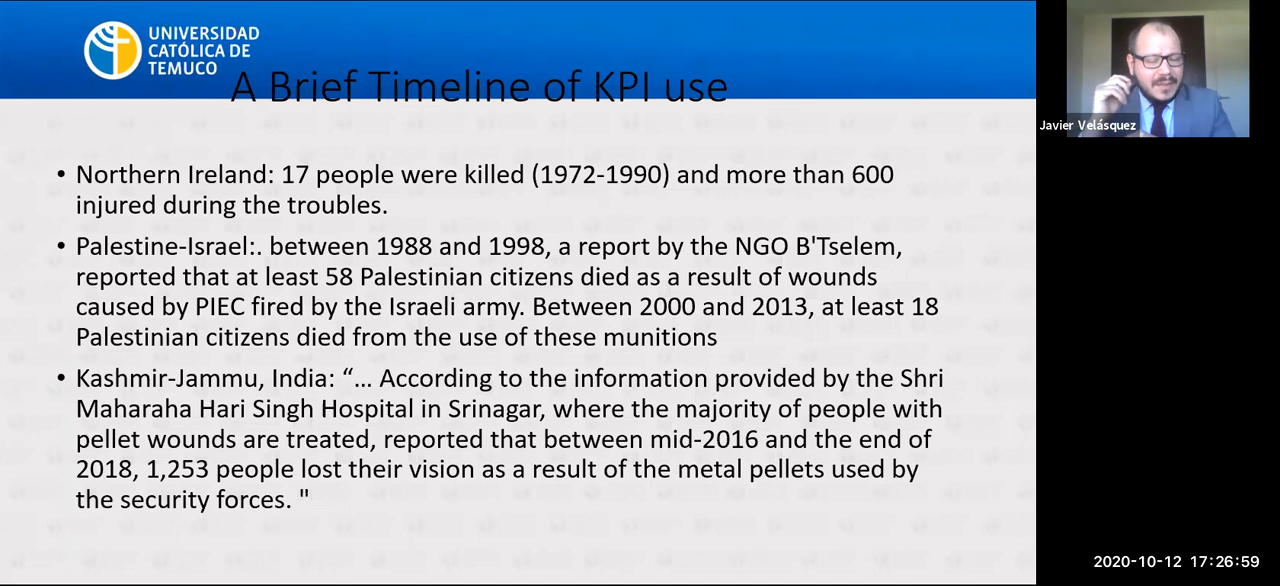 UNIVERSIDAD
CATÓLICA DE
TEMUCO
A Brief Timeline of KPI use
• Northern Ireland: 17 people were killed (1972-1990) and more than 600
injured during the troubles.
• Palestine-Israel:. between 1988 and 1998, a report by the NGO B'Tselem,
reported that at least 58 Palestinian citizens died as a result of wounds
caused by PIEC fired by the Israeli army. Between 2000 and 2013, at least 18
Palestinian citizens died from the use of these munitions
• Kashmir-Jammu, India: “... According to the information provided by the Shri
Maharaha Hari Singh Hospital in Srinagar, where the majority of people with
pellet wounds are treated, reported that between mid-2016 and the end of
2018, 1,253 people lost their vision as a result of the metal pellets used by
the security forces. "
Javier Velásquez
2020-10-12 17:26:59